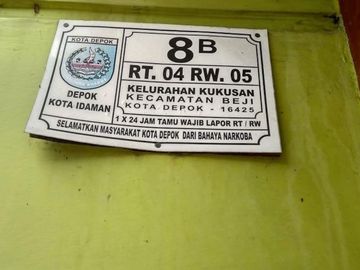 KOTA DEPOK
DEPOK
KOTA IDAMAN
8B
RT. 04 RW. 05
KELURAHAN KUKUSAN
KECAMATAN BEJI
KOTA DEPOK - 16425
1 X 24 JAM TAMU WAJIB LAPOR RT / RW
SELAMATKAN MASYARAKAT KOTA DEPOK DARI BAHAYA NARKOBA